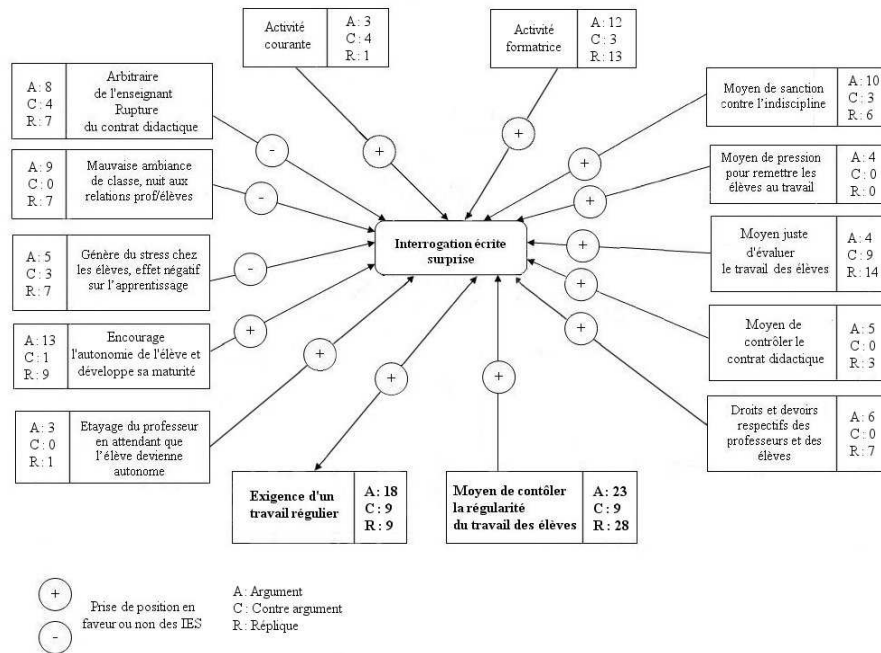 Activité
courante
A : 3
C : 4
R : 1
Activité
formatrice
A : 12
C : 3
R : 13
A : 8
C : 4
R : 7
Arbitraire
de l'enseignant
Rupture
du contrat didactique
Moyen de sanction
contre l'indiscipline
A : 10
C : 3
R : 6
A : 9
C : 0
R : 7
Mauvaise ambiance
de classe, nuit aux
relations prof/élèves
Moyen de pression
pour remettre les
élèves au travail
A : 4
C : 0
R : 0
A : 5
C : 3
R : 7
Génère du stress chez
les élèves, effet négatif
sur l'apprentissage
Interrogation écrite
surprise
Moyen juste
d'évaluer
le travail des élèves
A : 4
C : 9
R : 14
A : 13
C : 1
R : 9
Encourage
l'autonomie de l'élève et
développe sa maturité
Moyen de
contrôler le
contrat didactique
A : 5
C : 0
R : 3
A : 3
C : 0
R : 1
Etayage du professeur
en attendant que
l'élève devienne
autonome
Droits et devoirs
respectifs des
professeurs et des
élèves
A : 6
C : 0
R : 7
Exigence d'un
travail régulier
A : 18
C : 9
R : 9
Moyen de contôler
la régularité
du travail des élèves
A : 23
C : 9
R : 28
+
+
-
-
-
+
+
+
+
+
+
+
+
+
+
-
Prise de position en
faveur ou non des IES
A : Argument
C : Contre argument
R : Réplique